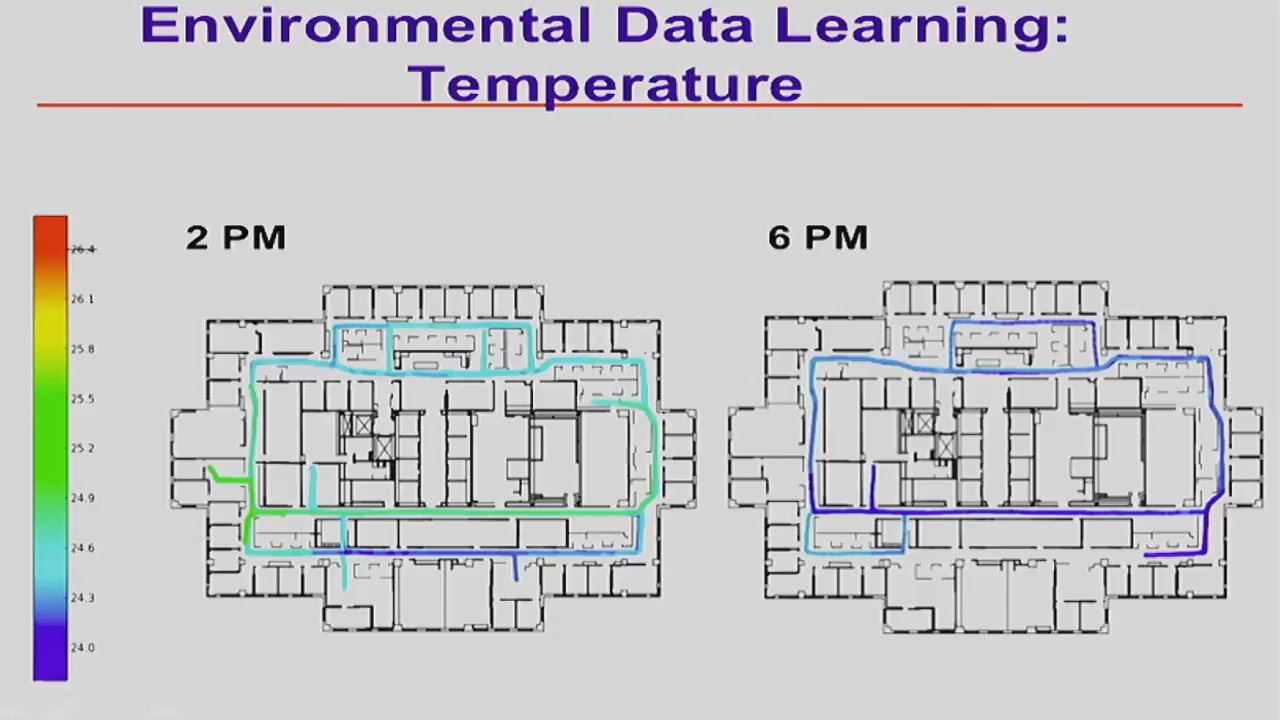 Environmental Data Learning:
Temperature
2 PM
6 PM
26.4
26.1
25.8
25.5
25.2
24.9
24.6
24.3
24.0